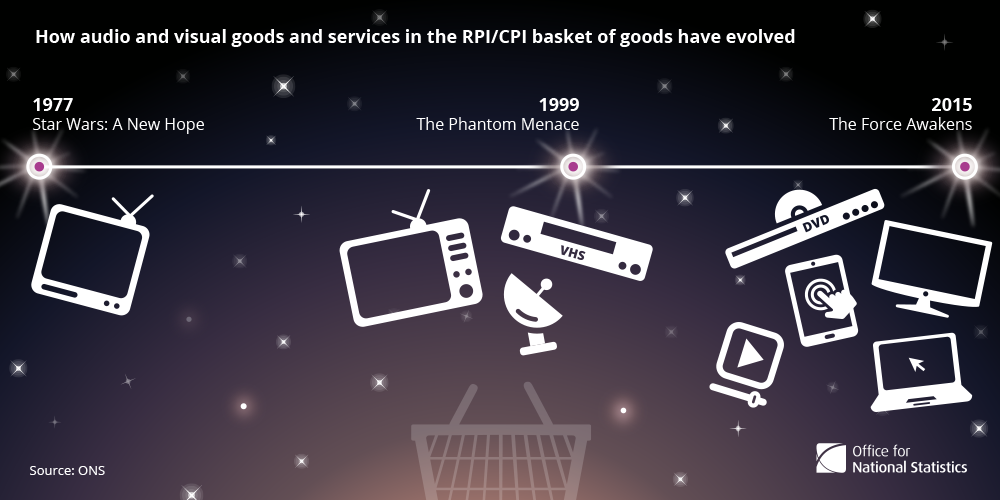 How audio and visual goods and services in the RPI/CPI basket of goods have evolved
1977
Star Wars: A New Hope
1999
The Phantom Menace
2015
The Force Awakens
VHS
DVD
Source: ONS
Office for
National Statistics